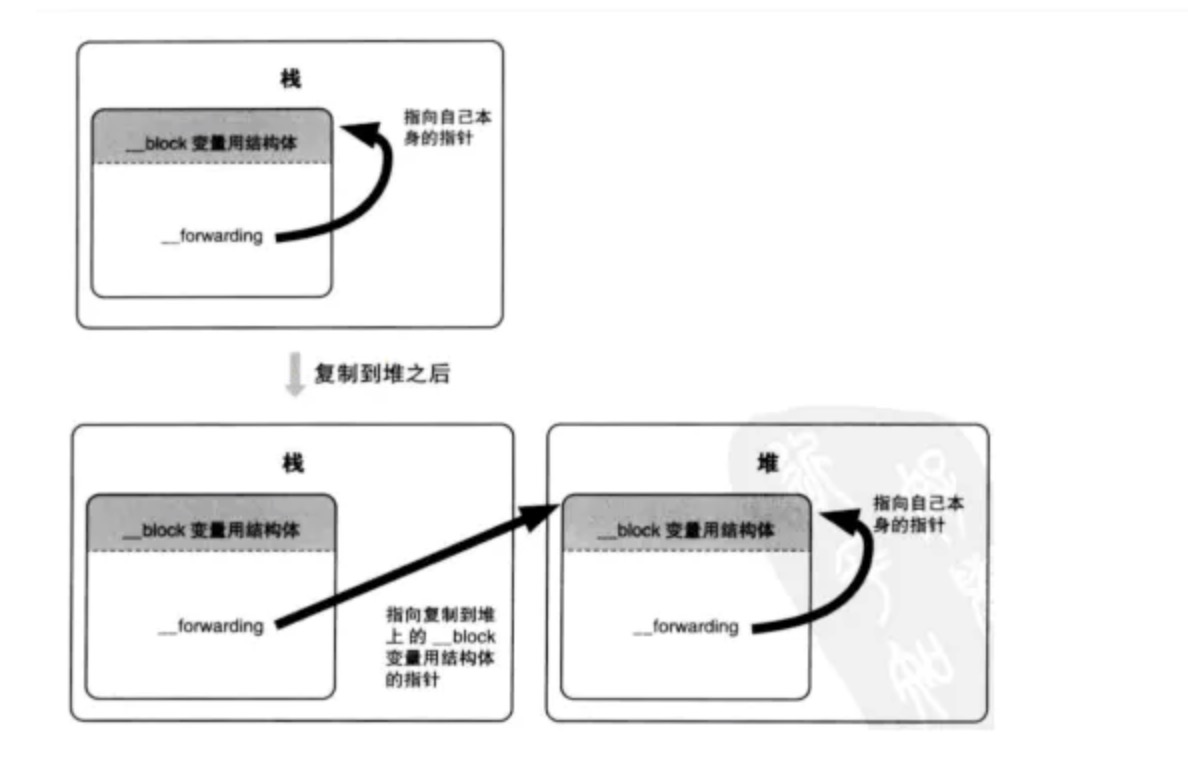 栈
指向自己本
身的指针
__block 变量用结构体
__forwarding
复制到堆之后
栈
__block 变量用结构体
__forwarding
指向复制到堆
上 的 __block
变量用结构体
的指针
堆
指向自己本
身的指针
__block 变量用结构体
__forwarding